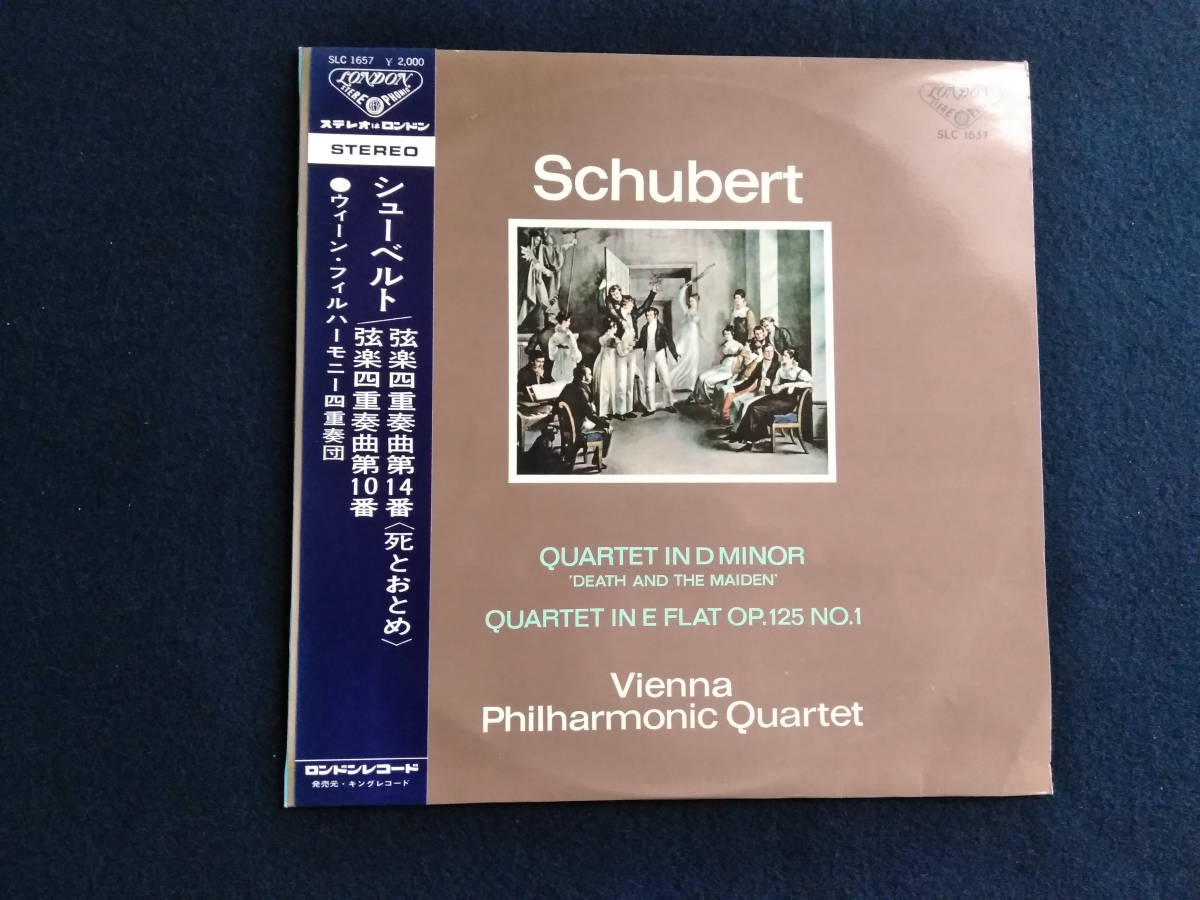 SLC 1657 ¥ 2,000
LONDON
STEREOPHONIC
ステレオはロンドン
STEREO
シューベルト/弦楽四重奏曲第14番〈死とおとめ〉
弦楽四重奏曲第10番
●ウィーン・フィルハーモニー四重奏団
ロンドンレコード
発売元・キングレコード
LONDON
STEREOPHONIC
SLC 1657
Schubert
QUARTET IN D MINOR
'DEATH AND THE MAIDEN'
QUARTET IN E FLAT OP.125 NO.1
Vienna
Philharmonic Quartet